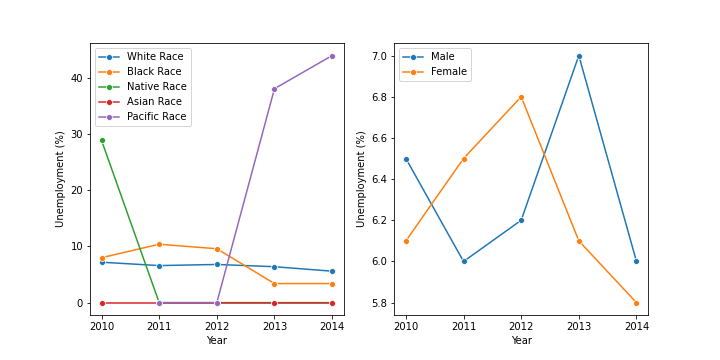 White Race
Black Race
Native Race
Asian Race
Pacific Race
Unemployment (%)
40
30
20
10
0
2010 2011 2012 2013 2014
Year
Male
Female
Unemployment (%)
7.0
6.8
6.6
6.4
6.2
6.0
5.8
2010 2011 2012 2013 2014
Year